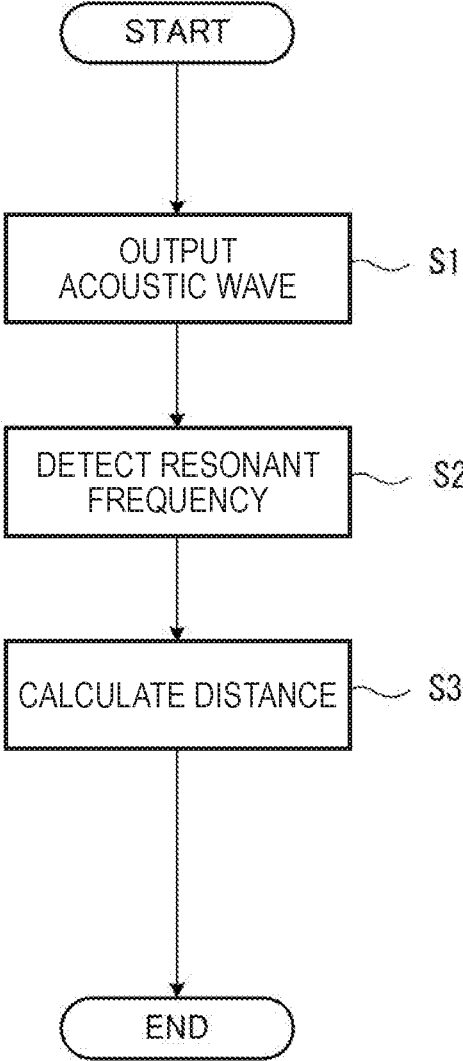 START
OUTPUT
ACOUSTIC WAVE
S1
DETECT RESONANT
FREQUENCY
S2
CALCULATE DISTANCE
S3
END